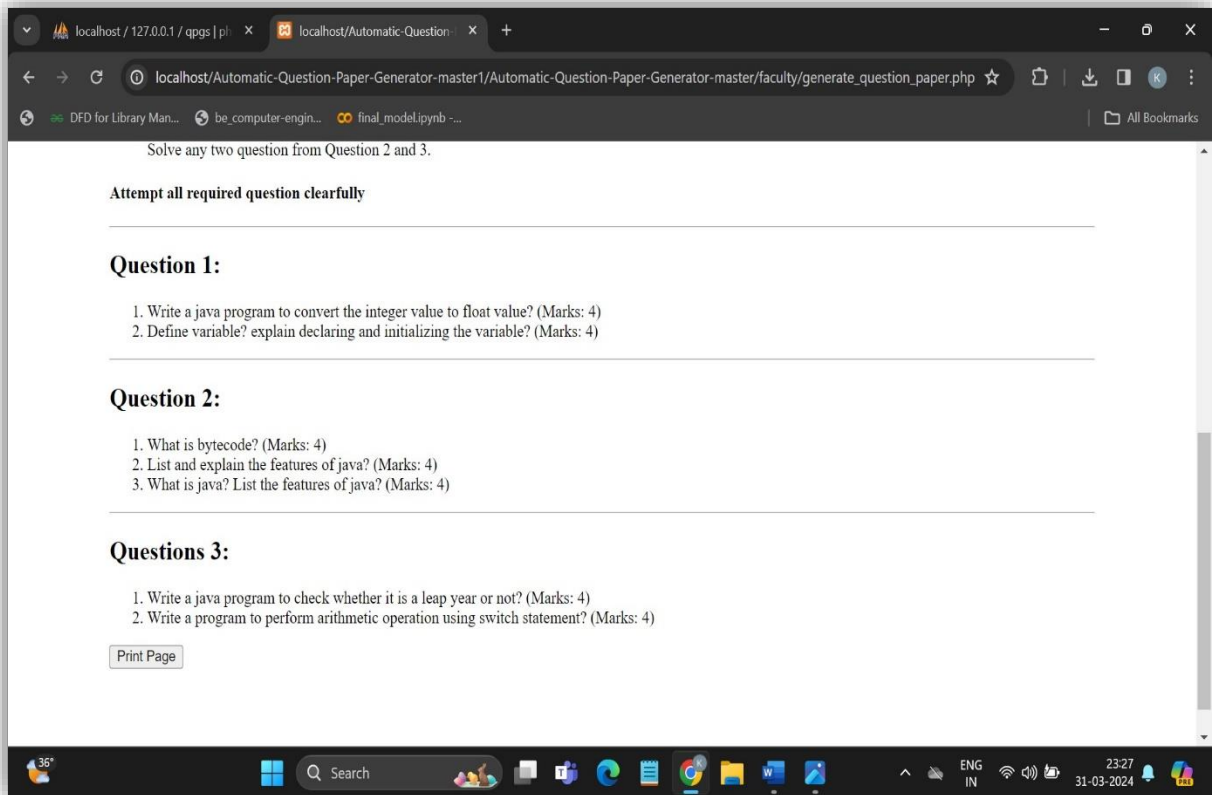 localhost / 127.0.0.1 / qpgs | ph
localhost/Automatic-Question-
localhost/Automatic-Question-Paper-Generator-master1/Automatic-Question-Paper-Generator-master/faculty/generate_question_paper.php
K
DFD for Library Man...
be_computer-engin...
final_model.ipynb -...
All Bookmarks
Solve any two question from Question 2 and 3.
Attempt all required question clearfully
Question 1:
1. Write a java program to convert the integer value to float value? (Marks: 4)
2. Define variable? explain declaring and initializing the variable? (Marks: 4)
Question 2:
1. What is bytecode? (Marks: 4)
2. List and explain the features of java? (Marks: 4)
3. What is java? List the features of java? (Marks: 4)
Questions 3:
1. Write a java program to check whether it is a leap year or not? (Marks: 4)
2. Write a program to perform arithmetic operation using switch statement? (Marks: 4)
Print Page
36°
Search
ENG
IN
23:27
31-03-2024